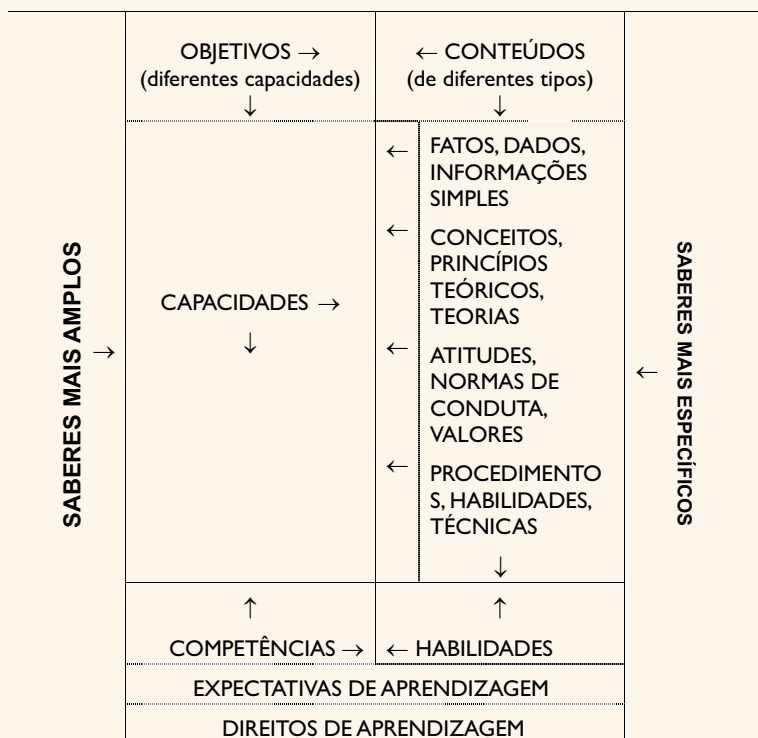 OBJETIVOS →
(diferentes capacidades)
↓
← CONTEÚDOS
(de diferentes tipos)
↓
SABERES MAIS AMPLOS
→
CAPACIDADES →
↓
←
FATOS, DADOS,
INFORMAÇÕES
SIMPLES
←
CONCEITOS,
PRINCÍPIOS
TEÓRICOS,
TEORIAS
←
ATITUDES,
NORMAS DE
CONDUTA,
VALORES
←
PROCEDIMENTO
S, HABILIDADES,
TÉCNICAS
↓
←
SABERES MAIS ESPECÍFICOS
↑
COMPETÊNCIAS →
↑
← HABILIDADES
EXPECTATIVAS DE APRENDIZAGEM
DIREITOS DE APRENDIZAGEM